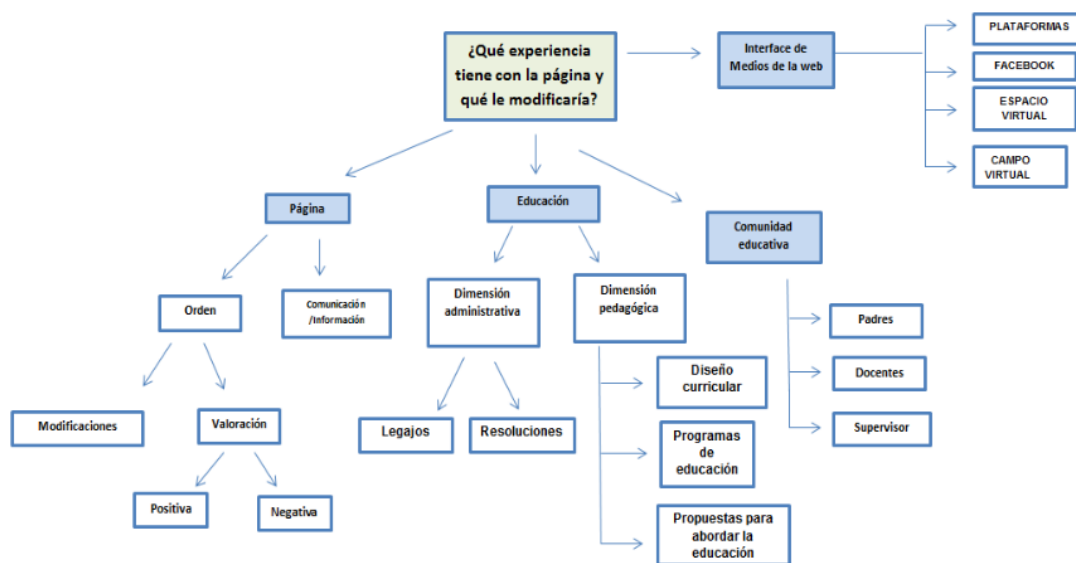 ¿Qué experiencia
tiene con la página y
qué le modificaría?
Interface de
Medios de la web
PLATAFORMAS
FACEBOOK
ESPACIO
VIRTUAL
CAMPO
VIRTUAL
Página
Educación
Comunidad
educativa
Orden
Comunicación
/Información
Dimensión
administrativa
Dimensión
pedagógica
Padres
Docentes
Supervisor
Modificaciones
Valoración
Legajos
Resoluciones
Diseño
curricular
Programas
de
educación
Positiva
Negativa
Propuestas para
abordar la
educación